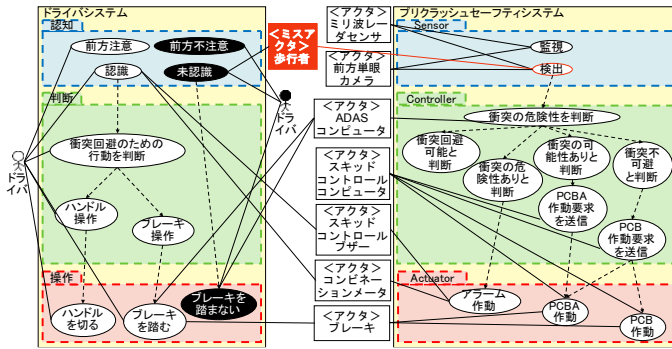 ドライバシステム
認知
前方注意
前方不注意
認識
未認識
判断
衝突回避のための
行動を判断
ハンドル
操作
ブレーキ
操作
操作
ハンドル
を切る
ブレーキ
を踏む
ブレーキを
踏まない
ドライバ
ドライバ
<ミスア
クタ>
歩行者
<アクタ>
ミリ波レー
ダセンサ
<アクタ>
前方単眼
カメラ
<アクタ>
ADAS
コンピュータ
<アクタ>
スキッド
コントロール
コンピュータ
<アクタ>
スキッド
コントロール
ブザー
<アクタ>
コンビネー
ションメータ
<アクタ>
ブレーキ
プリクラッシュセーフティシステム
Sensor
監視
検出
Controller
衝突の危険性を判断
衝突回避
可能と判断
衝突の危
険性ありと
判断
衝突の可
能性ありと
判断
衝突不可
避と判断
PCBA
作動要求
を送信
PCB
作動要求
を送信
Actuator
アラーム
作動
PCBA
作動
PCB
作動